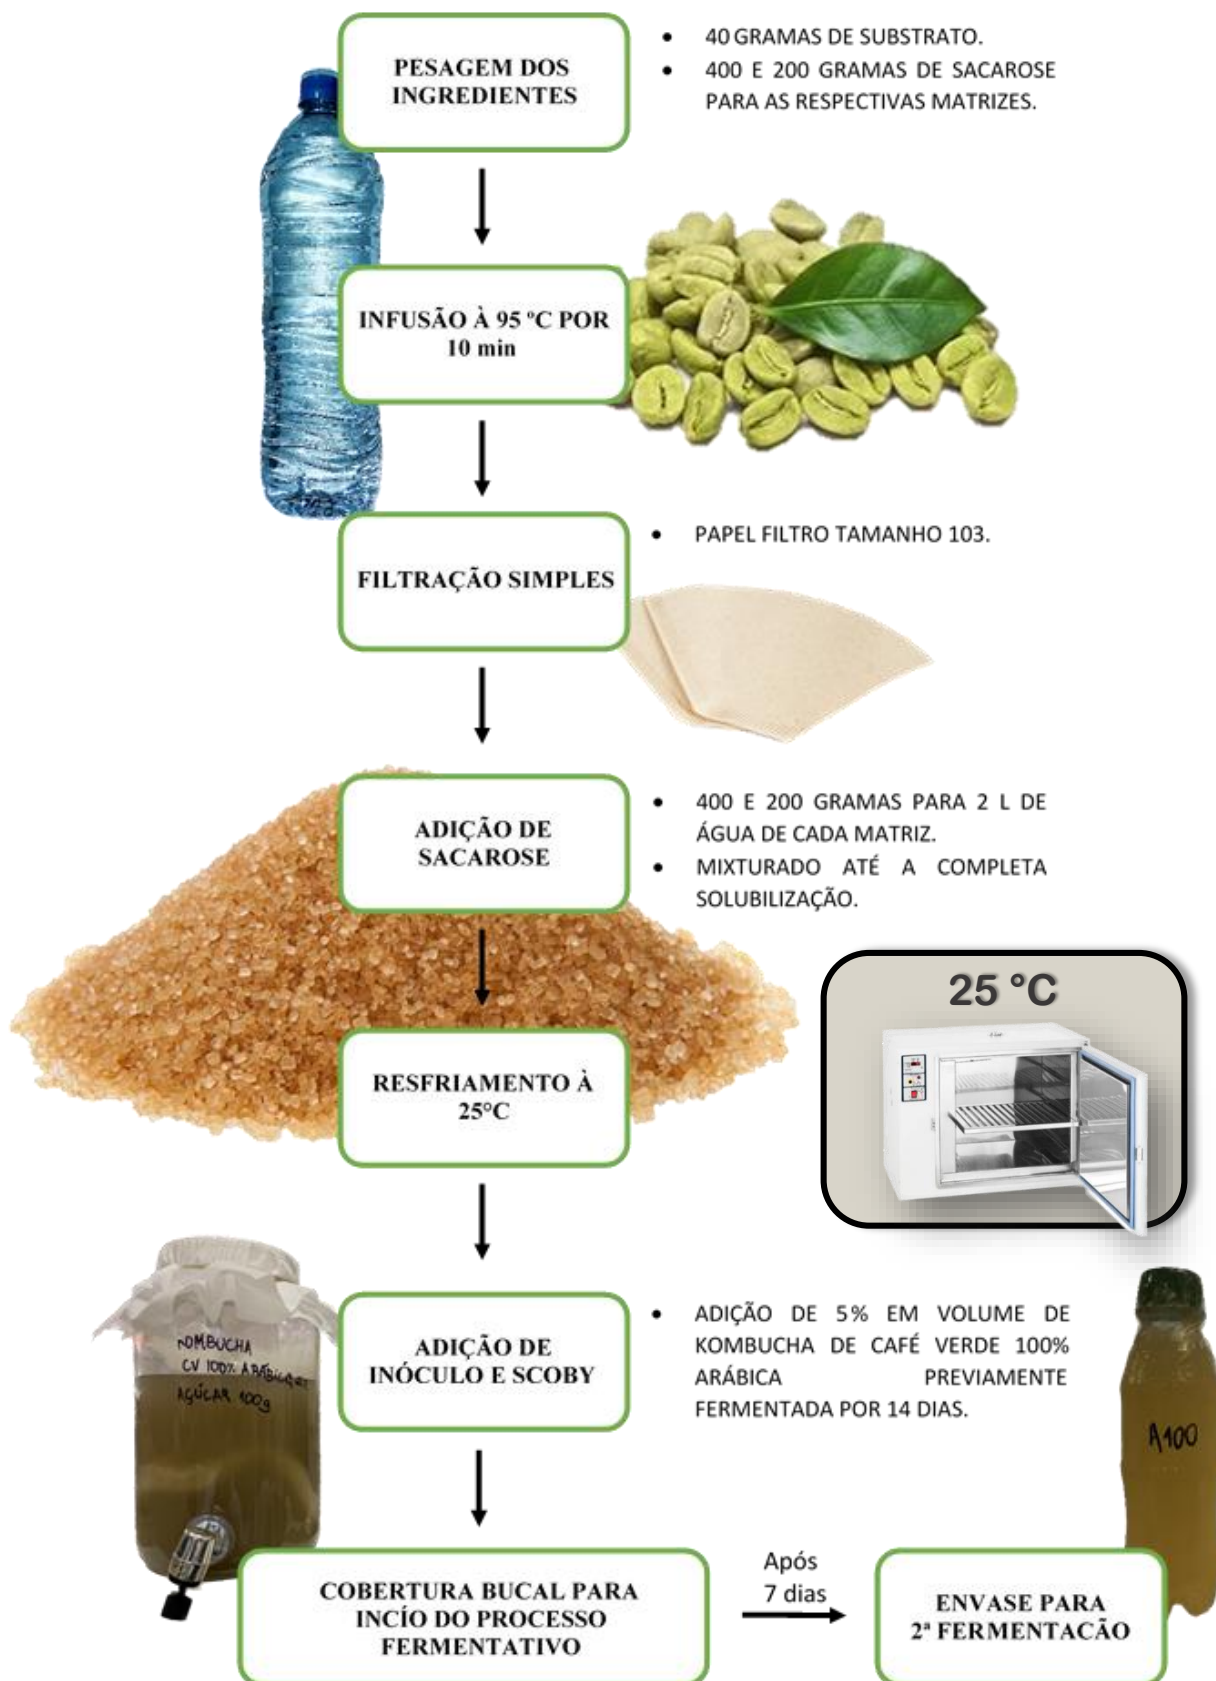 PESAGEM DOS
INGREDIENTES
• 40 GRAMAS DE SUBSTRATO.
• 400 E 200 GRAMAS DE SACAROSE
PARA AS RESPECTIVAS MATRIZES.
INFUSÃO À 95 ºC POR
10 min
FILTRAÇÃO SIMPLES
• PAPEL FILTRO TAMANHO 103.
ADIÇÃO DE
SACAROSE
• 400 E 200 GRAMAS PARA 2 L DE
ÁGUA DE CADA MATRIZ.
• MIXTURADO ATÉ A COMPLETA
SOLUBILIZAÇÃO.
25 °C
RESFRIAMENTO À
25°C
KOMBUCHA
CV 100% ARÁBICA
AÇÚCAR 100g
ADIÇÃO DE
INÓCULO E SCOBY
• ADIÇÃO DE 5% EM VOLUME DE
KOMBUCHA DE CAFÉ VERDE 100%
ARÁBICA PREVIAMENTE
FERMENTADA POR 14 DIAS.
A100
COBERTURA BUCAL PARA
INCÍO DO PROCESSO
FERMENTATIVO
Após
7 dias
ENVASE PARA
2ª FERMENTACÃO